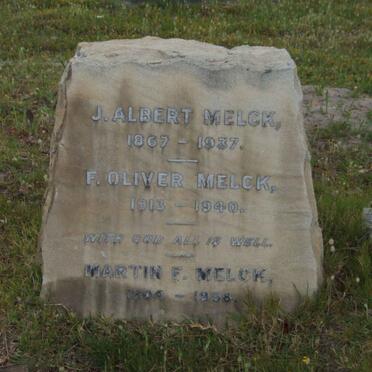 J. ALBERT MELCK,
1867 - 1937.
F. OLIVER MELCK,
1913 - 1940.
WITH GOD ALL IS WELL.
MARTIN F. MELCK,